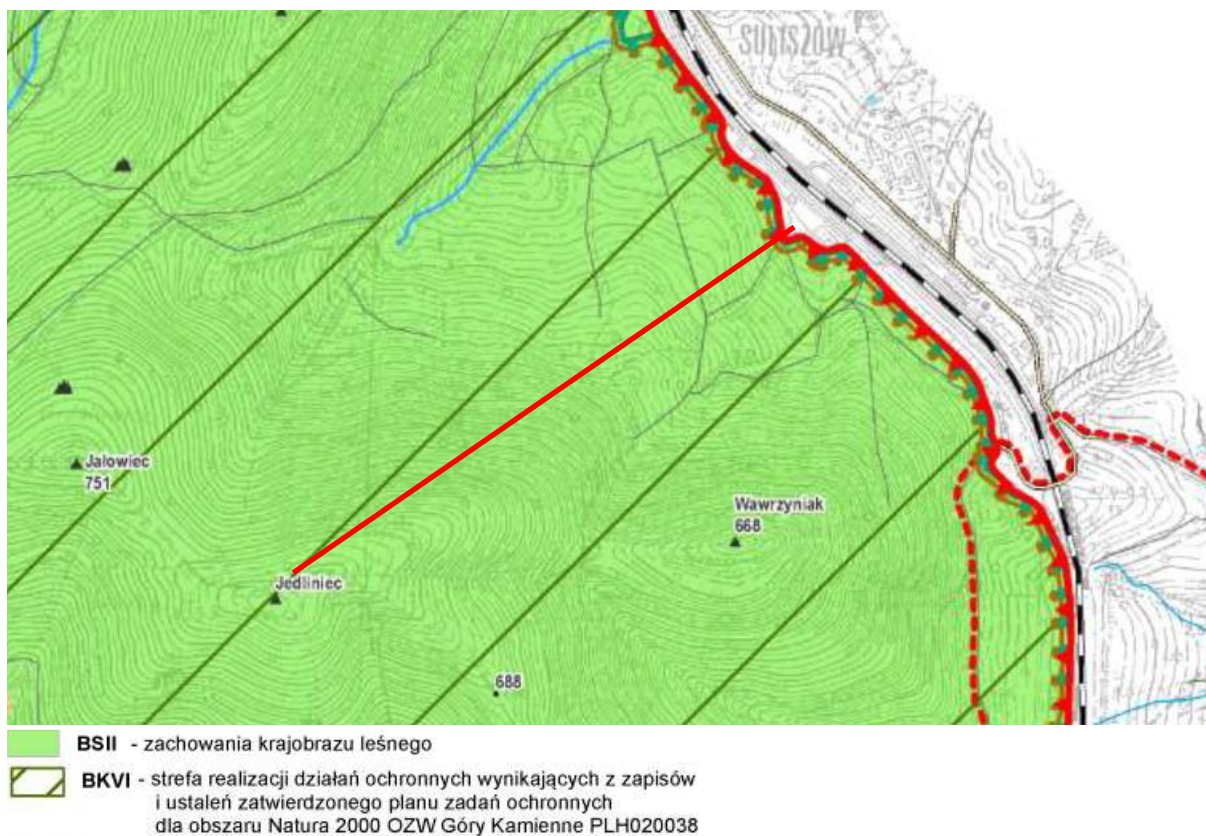 Jałowiec
751
Wawrzyniak
668
Jedliniec
688
BSII - zachowania krajobrazu leśnego
BKVI - strefa realizacji działań ochronnych wynikających z zapisów
i ustaleń zatwierdzonego planu zadań ochronnych
dla obszaru Natura 2000 OZW Góry Kamienne PLH020038